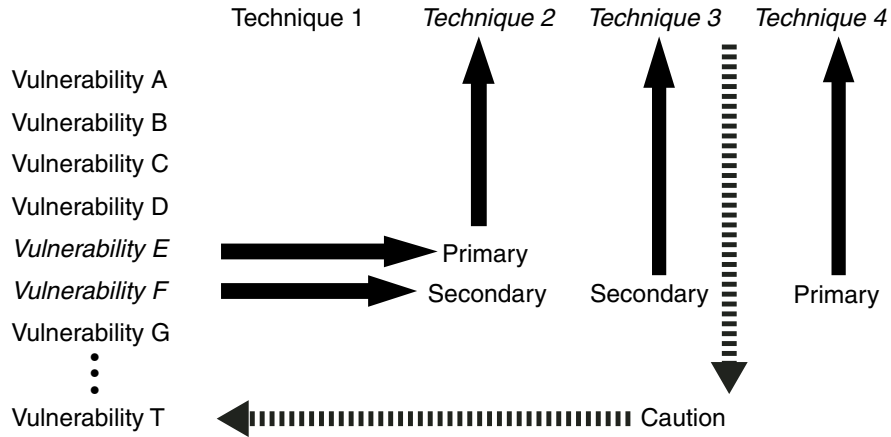 Technique 1 Technique 2 Technique 3 Technique 4
Vulnerability A
Vulnerability B
Vulnerability C
Vulnerability D
Vulnerability E Primary
Vulnerability F Secondary Secondary Primary
Vulnerability G
Vulnerability T Caution